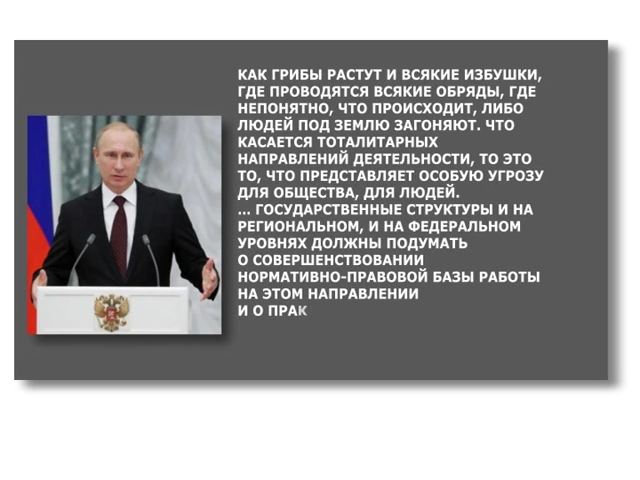 КАК ГРИБЫ РАСТУТ И ВСЯКИЕ ИЗБУШКИ,
ГДЕ ПРОВОДЯТСЯ ВСЯКИЕ ОБРЯДЫ, ГДЕ
НЕПОНЯТНО, ЧТО ПРОИСХОДИТ, ЛИБО
ЛЮДЕЙ ПОД ЗЕМЛЮ ЗАГОНЯЮТ. ЧТО
КАСАЕТСЯ ТОТАЛИТАРНЫХ
НАПРАВЛЕНИЙ ДЕЯТЕЛЬНОСТИ, ТО ЭТО
ТО, ЧТО ПРЕДСТАВЛЯЕТ ОСОБУЮ УГРОЗУ
ДЛЯ ОБЩЕСТВА, ДЛЯ ЛЮДЕЙ.
... ГОСУДАРСТВЕННЫЕ СТРУКТУРЫ И НА
РЕГИОНАЛЬНОМ, И НА ФЕДЕРАЛЬНОМ
УРОВНЯХ ДОЛЖНЫ ПОДУМАТЬ
О СОВЕРШЕНСТВОВАНИИ
НОРМАТИВНО-ПРАВОВОЙ БАЗЫ РАБОТЫ
НА ЭТОМ НАПРАВЛЕНИИ
И О ПРАК